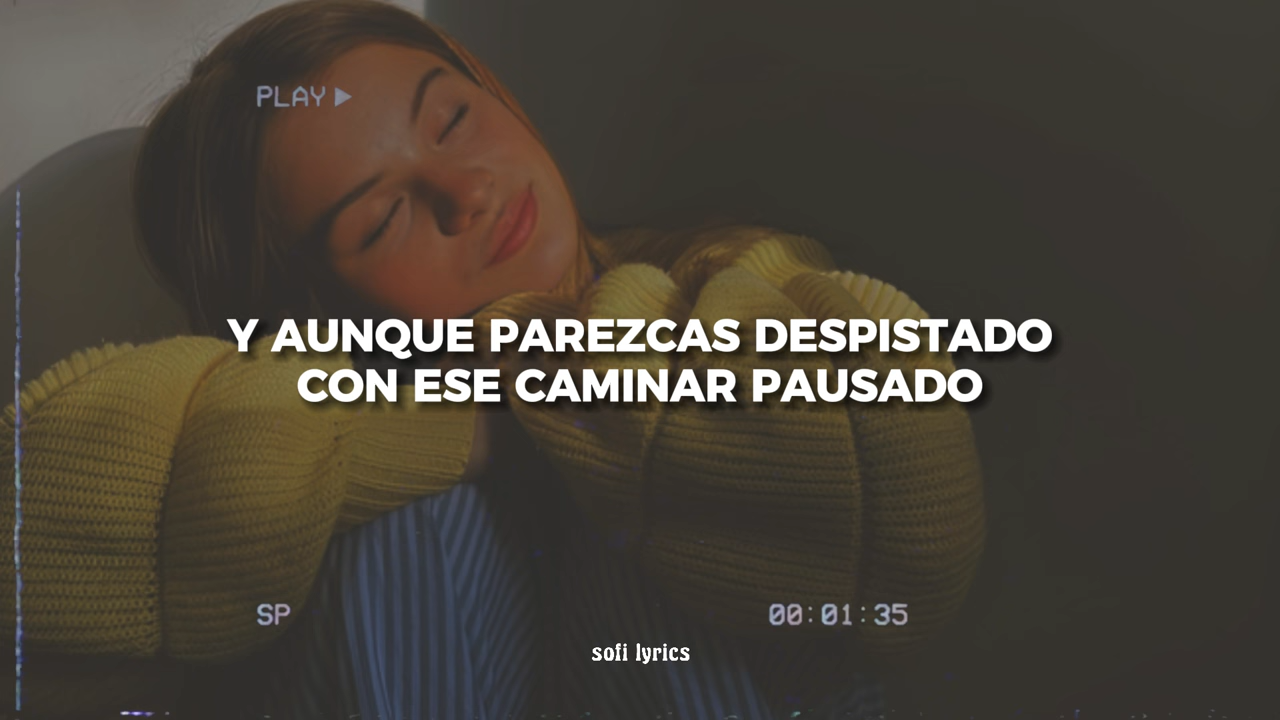 PLAY
Y AUNQUE PAREZCAS DESPISTADO
CON ESE CAMINAR PAUSADO
SP
00:01:35
sofi lyrics